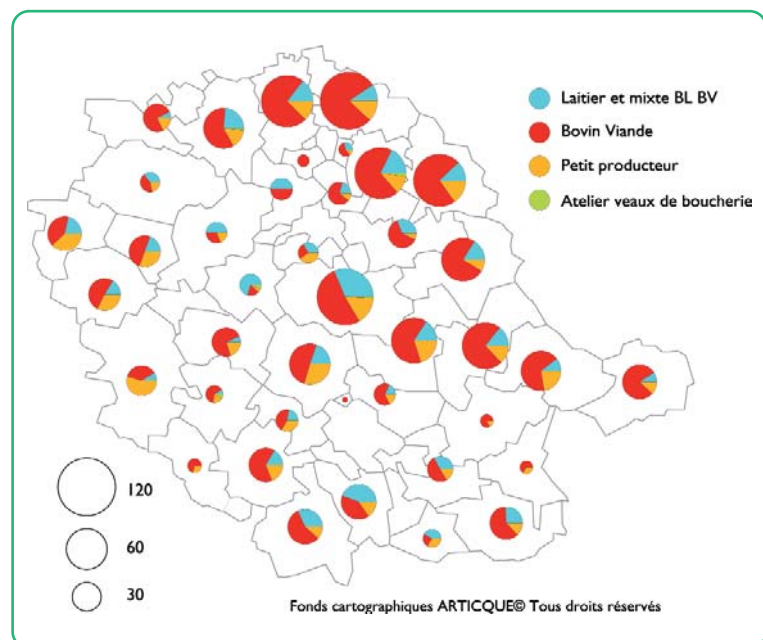 Laitier et mixte BL BV
Bovin Viande
Petit producteur
Atelier veaux de boucherie
120
60
30
Fonds cartographiques ARTICQUE© Tous droits réservés